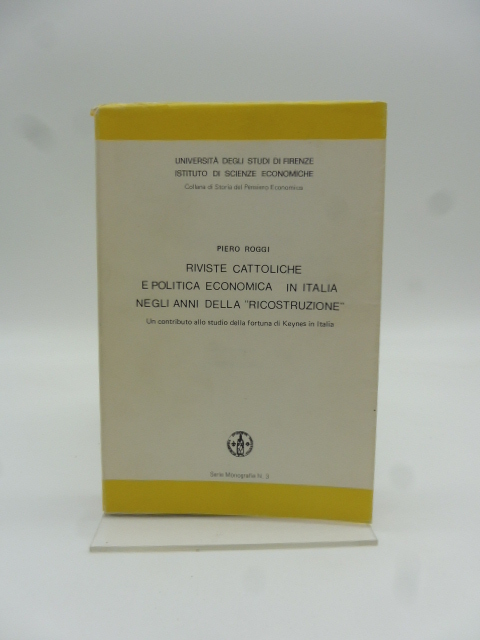 UNIVERSITÀ DEGLI STUDI DI FIRENZE
ISTITUTO DI SCIENZE ECONOMICHE
Collana di Storia del Pensiero Economico
PIERO ROGGI
RIVISTE CATTOLICHE
E POLITICA ECONOMICA IN ITALIA
NEGLI ANNI DELLA "RICOSTRUZIONE"
Un contributo allo studio della fortuna di Keynes in Italia
Serie Monografie N. 3